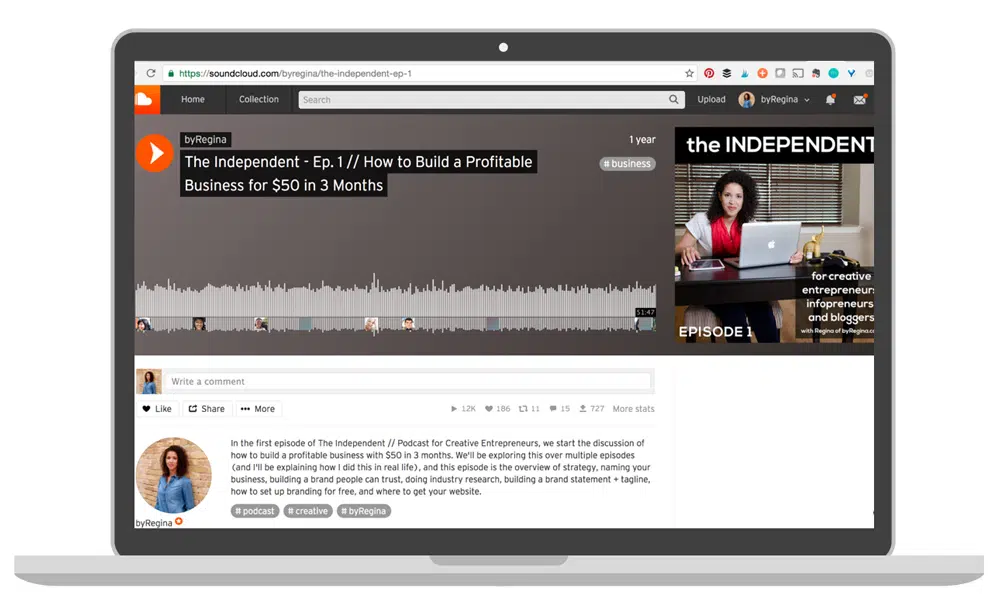 https://soundcloud.com/byregina/the-independent-ep-1
Home
Collection
Search
Upload
byRegina
byRegina
1 year
The Independent - Ep. 1 // How to Build a Profitable
Business for $50 in 3 Months
# business
the INDEPENDENT
for creative
entrepreneurs
infopreneurs
and bloggers
with Regina of byRegina.co
EPISODE 1
51:47
Write a comment
Like
Share
More
12K
186
11
15
727
More stats
In the first episode of The Independent // Podcast for Creative Entrepreneurs, we start the discussion of
how to build a profitable business with $50 in 3 months. We'll be exploring this over multiple episodes
(and I'll be explaining how I did this in real life), and this episode is the overview of strategy, naming your
business, building a brand people can trust, doing industry research, building a brand statement + tagline,
how to set up branding for free, and where to get your website.
# podcast
# creative
# byRegina
byRegina